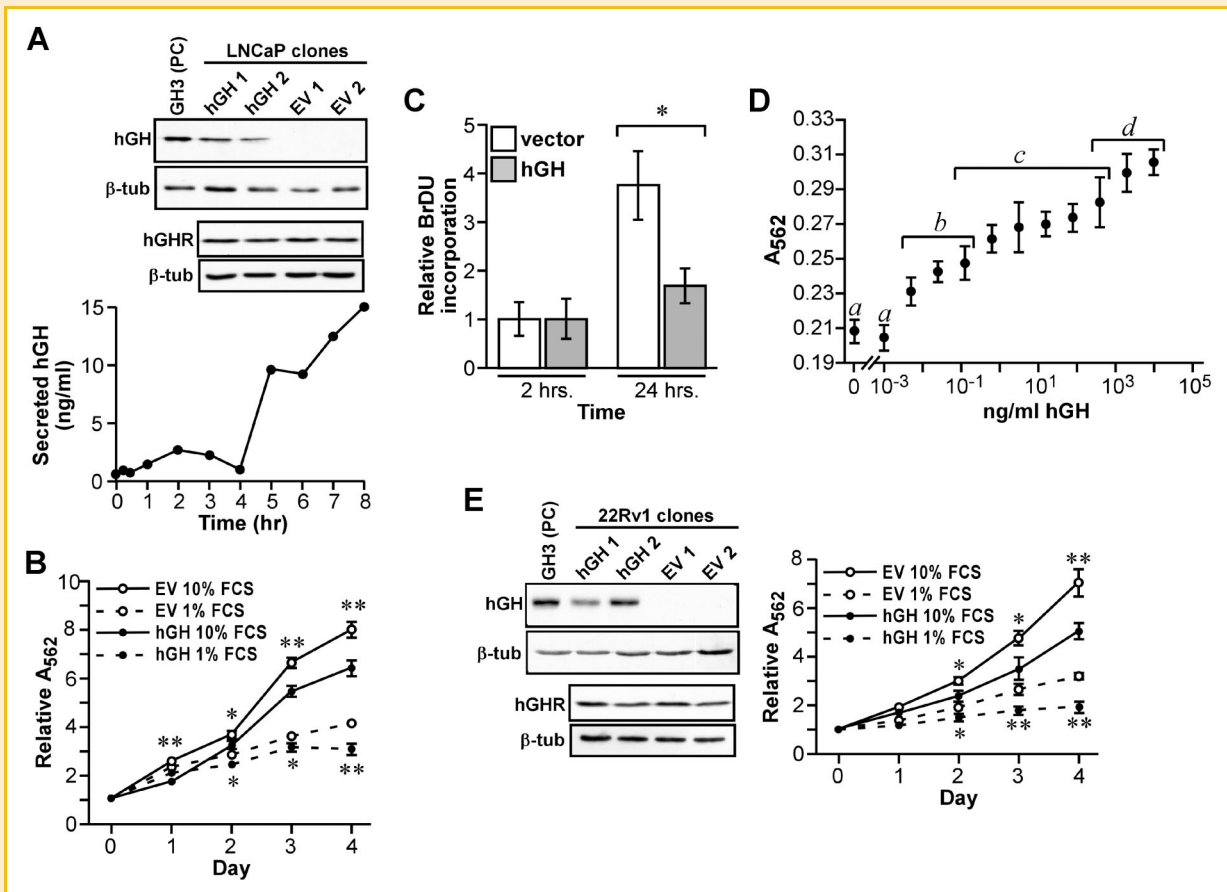 A
LNCaP clones
GH3 (PC)
hGH 1
hGH 2
EV 1
EV 2
hGH
β-tub
hGHR
β-tub
15
10
5
0
Secreted hGH
(ng/ml)
0 1 2 3 4 5 6 7 8
Time (hr)
B
EV 10% FCS
EV 1% FCS
hGH 10% FCS
hGH 1% FCS
10
8
6
4
2
0
Relative A562
** * ** **
* * **
0 1 2 3 4
Day
C
*
vector
hGH
5
4
3
2
1
0
Relative BrDU
incorporation
2 hrs. 24 hrs.
Time
D
0.33
0.31
0.29
0.27
0.25
0.23
0.21
0.19
A562
a a b c d
0 10-3 10-1 101 103 105
ng/ml hGH
E
22Rv1 clones
GH3 (PC)
hGH 1
hGH 2
EV 1
EV 2
hGH
β-tub
hGHR
β-tub
EV 10% FCS
EV 1% FCS
hGH 10% FCS
hGH 1% FCS
8
6
4
2
0
Relative A562
* * **
* ** **
0 1 2 3 4
Day